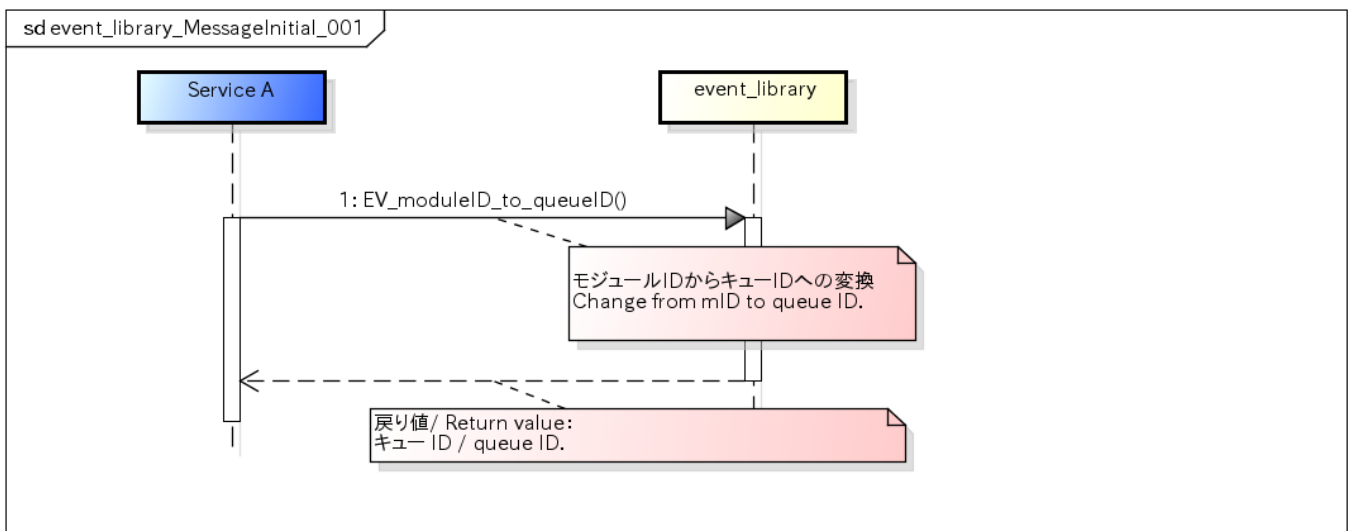 sd event_library_MessageInitial_001
Service A
event_library
1: EV_moduleID_to_queueID()
モジュールIDからキューIDへの変換
Change from mID to queue ID.
戻り値/ Return value:
キュー ID / queue ID.